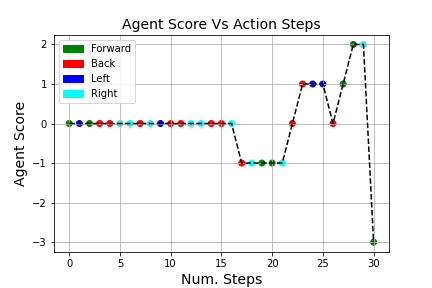 Agent Score Vs Action Steps
Forward
Back
Left
Right
2
1
0
−1
−2
−3
Agent Score
0 5 10 15 20 25 30
Num. Steps